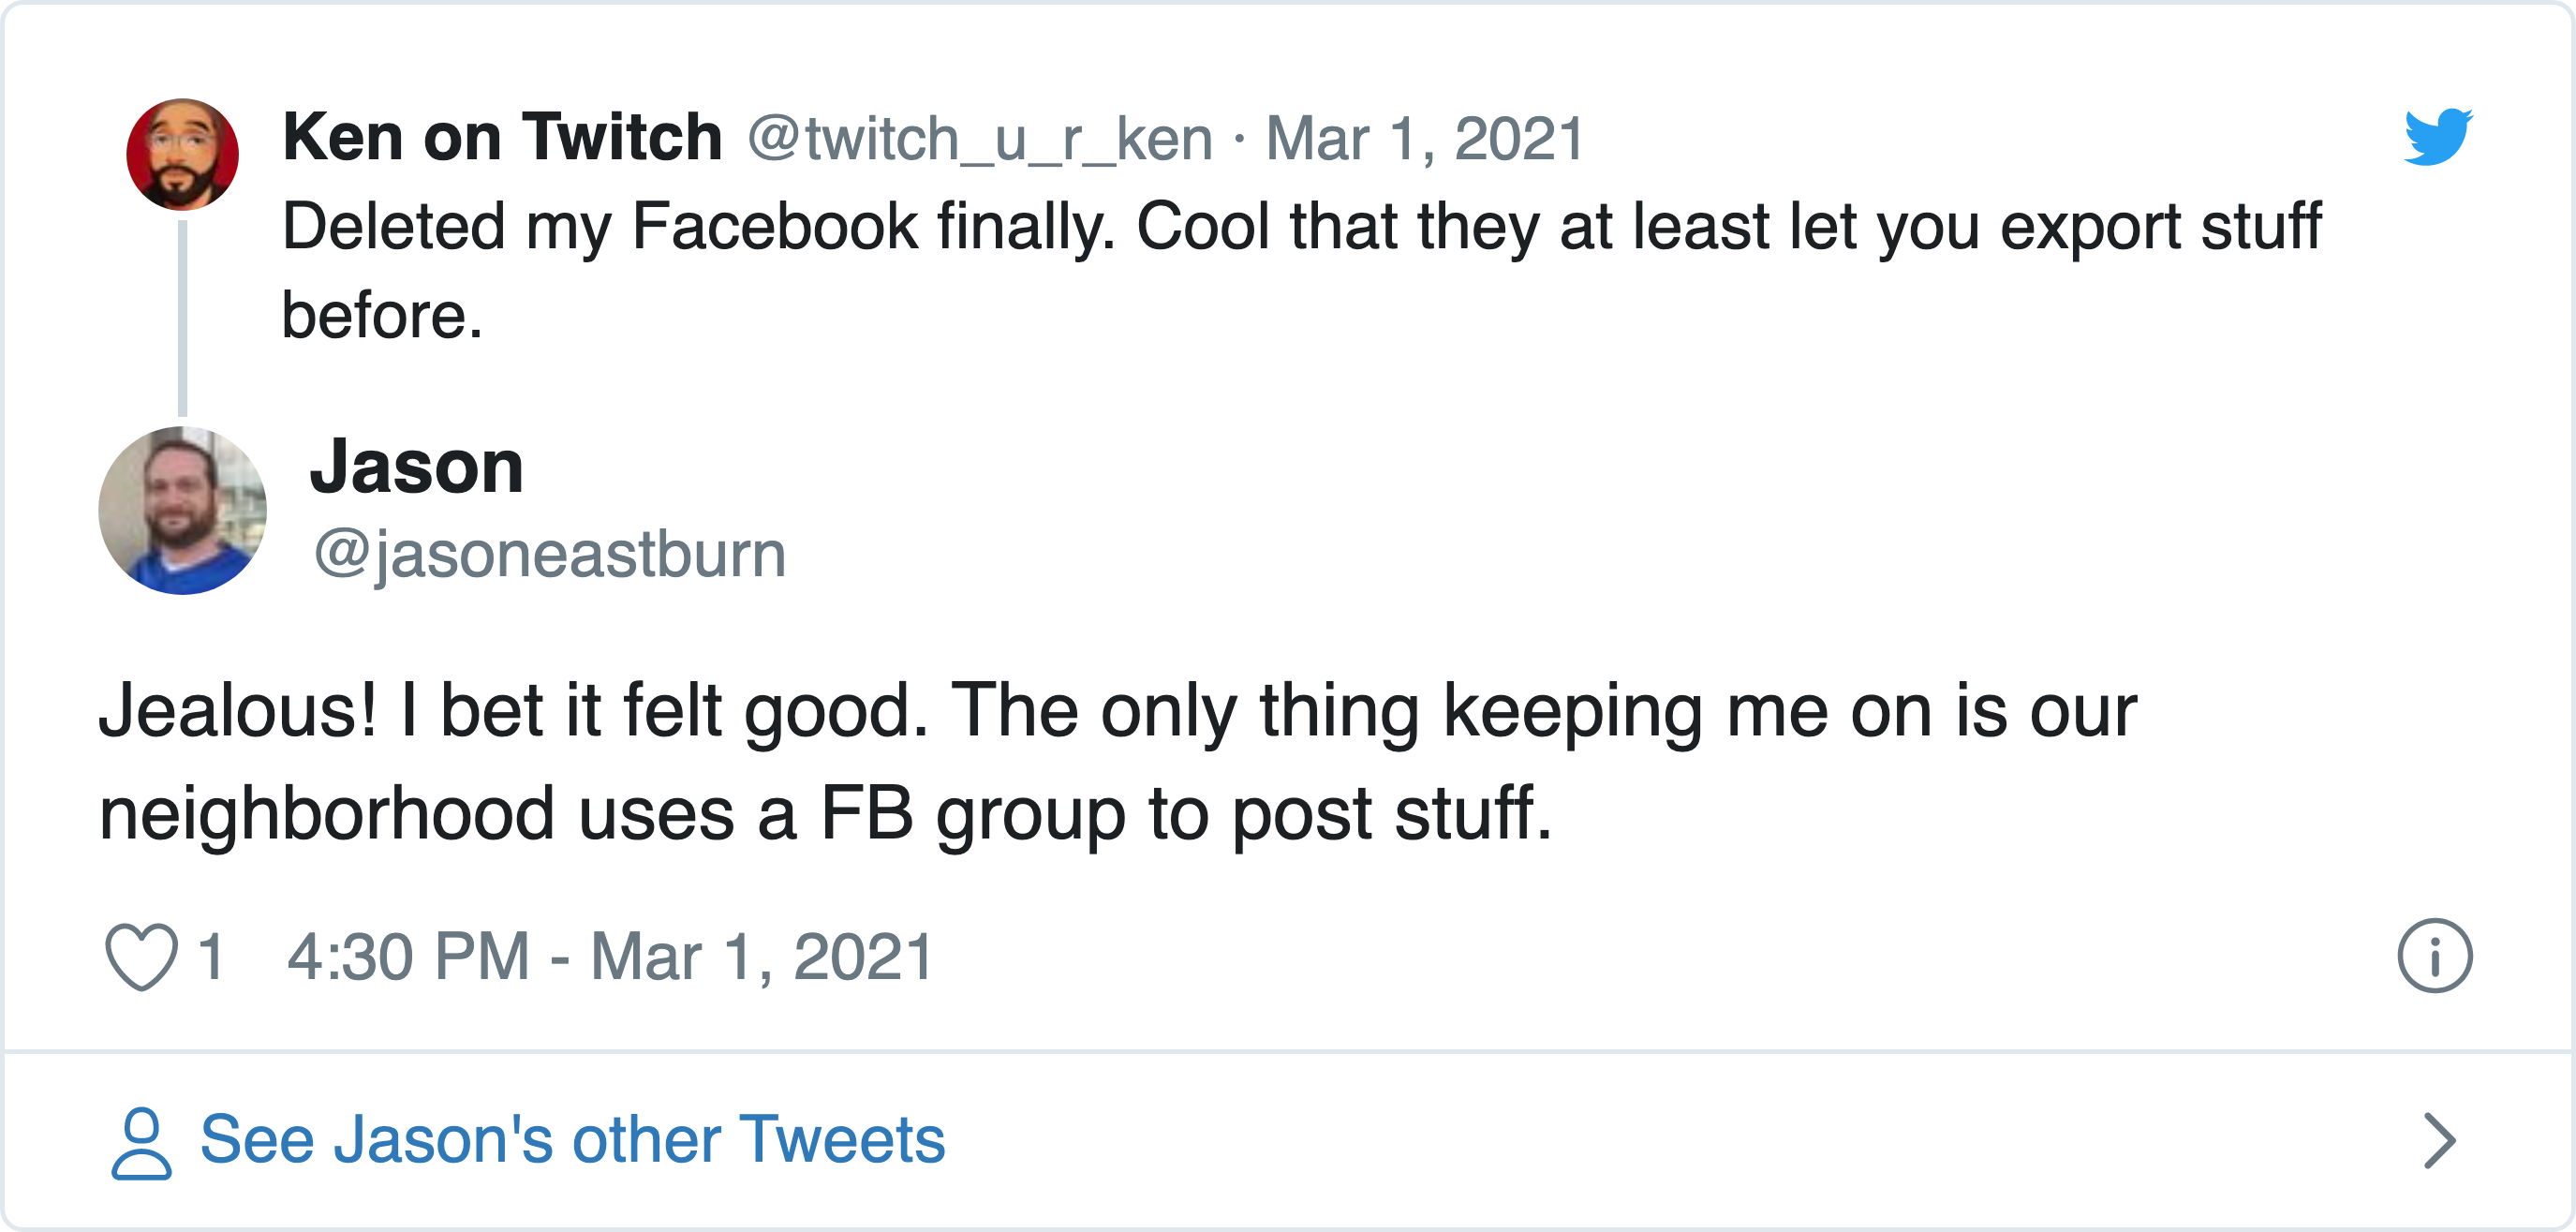 Ken on Twitch @twitch_u_r_ken · Mar 1, 2021
Deleted my Facebook finally. Cool that they at least let you export stuff
before.
Jason
@jasoneastburn
Jealous! I bet it felt good. The only thing keeping me on is our
neighborhood uses a FB group to post stuff.
1 4:30 PM - Mar 1, 2021
See Jason's other Tweets